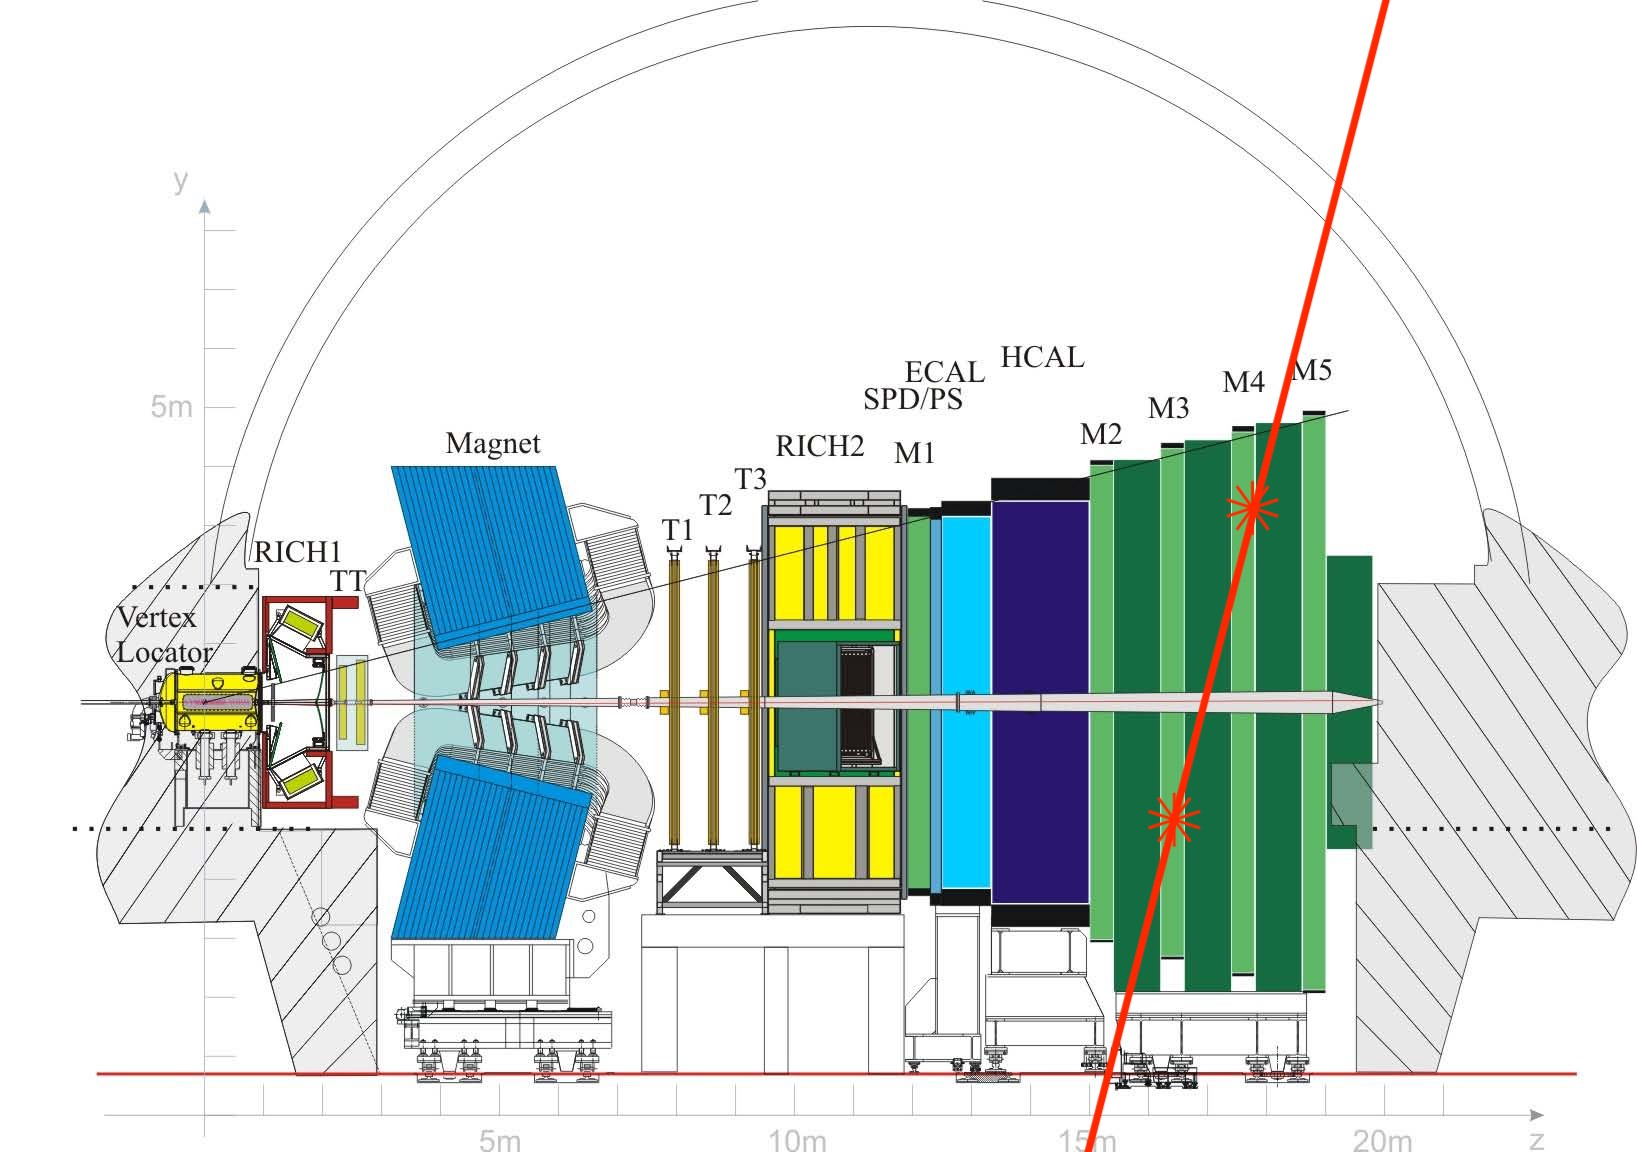 y
5m
HCAL
ECAL
M5
M4
SPD/PS
M3
M2
Magnet
RICH2
M1
T3
T2
T1
RICH1
TT
Vertex
Locator
5m
10m
15m
20m
z